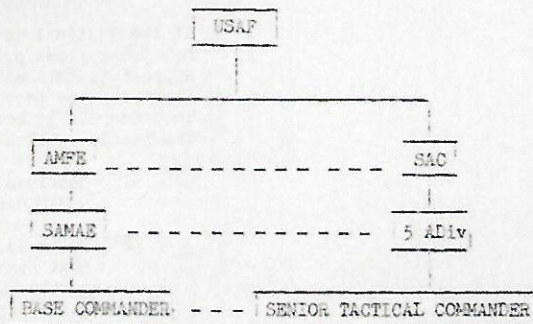 USAF
AMFE SAC
SAMAE 5 ADiv
BASE COMMANDER SENIOR TACTICAL COMMANDER